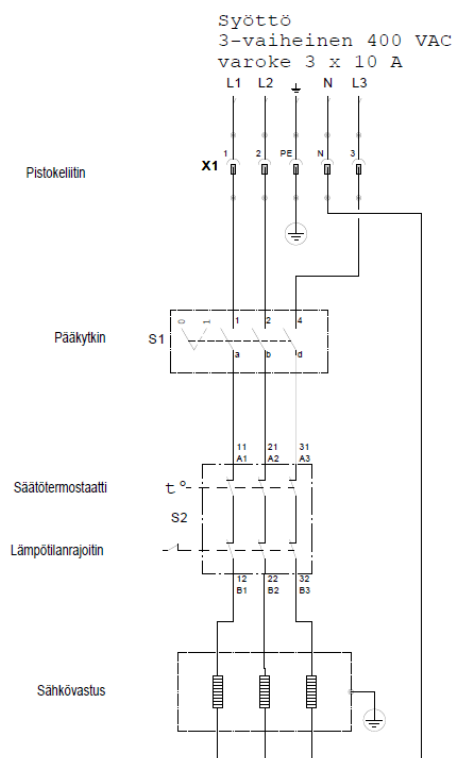 Syöttö
3-vaiheinen 400 VAC
varoke 3 x 10 A
L1 L2 N L3
Pistokeliitin X1 1 2 PE N 3
Pääkytkin S1 0 1 1 2 4
a b d
11 21 31
A1 A2 A3
Säätötermostaatti t°
S2
Lämpötilanrajoitin
12 22 32
B1 B2 B3
Sähkövastus